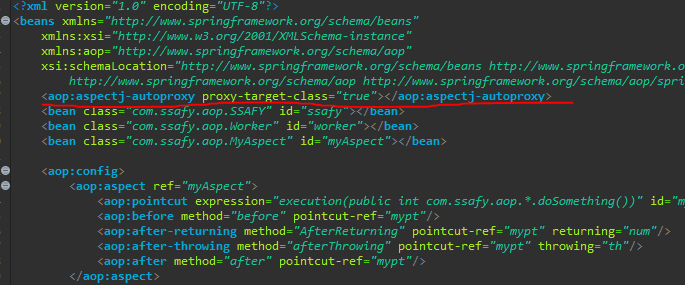 <?xml version="1.0" encoding="UTF-8"?>
<beans xmlns="http://www.springframework.org/schema/beans"
xmlns:xsi="http://www.w3.org/2001/XMLSchema-instance"
xmlns:aop="http://www.springframework.org/schema/aop"
xsi:schemaLocation="http://www.springframework.org/schema/beans http://www.springframework.
http://www.springframework.org/schema/aop http://www.springframework.org/schema/aop/spri
<aop:aspectj-autoproxy proxy-target-class="true"></aop:aspectj-autoproxy>
<bean class="com.ssafy.aop.SSAFY" id="ssafy"></bean>
<bean class="com.ssafy.aop.Worker" id="worker"></bean>
<bean class="com.ssafy.aop.MyAspect" id="myAspect"></bean>
<aop:config>
<aop:aspect ref="myAspect">
<aop:pointcut expression="execution(public int com.ssafy.aop.*.doSomething())" id="m
<aop:before method="before" pointcut-ref="mypt"/>
<aop:after-returning method="AfterReturning" pointcut-ref="mypt" returning="num"/>
<aop:after-throwing method="afterThrowing" pointcut-ref="mypt" throwing="th"/>
<aop:after method="after" pointcut-ref="mypt"/>
</aop:aspect>